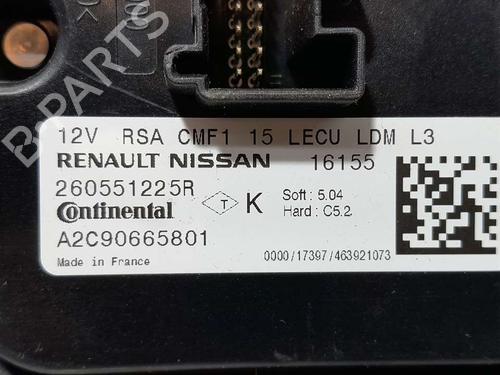 12V RSA CMF1 15 LECU LDM L3
RENAULT NISSAN 16155
260551225R
Continental T K Soft : 5.04
Hard : C5.2
A2C90665801
Made in France 0000/17397/463921073